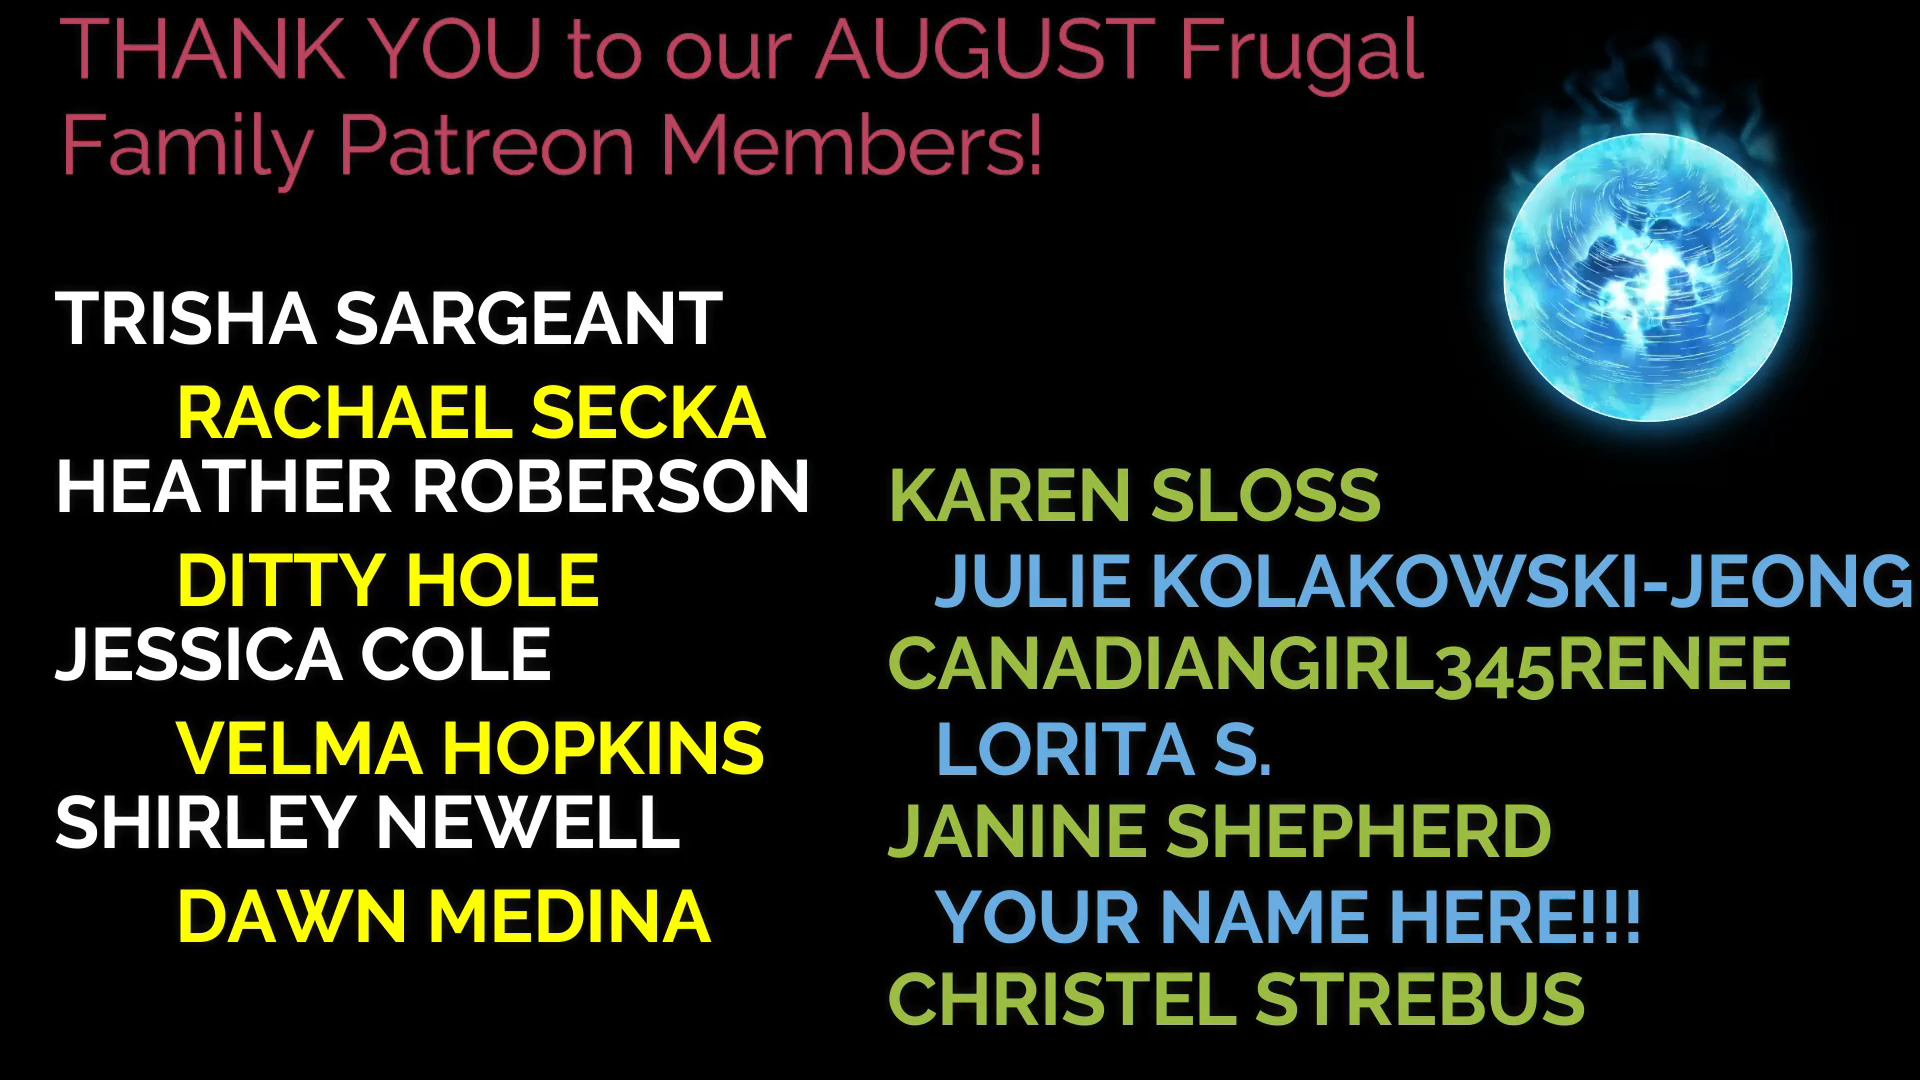 THANK YOU to our AUGUST Frugal
Family Patreon Members!
TRISHA SARGEANT
RACHAEL SECKA
HEATHER ROBERSON
DITTY HOLE
JESSICA COLE
VELMA HOPKINS
SHIRLEY NEWELL
DAWN MEDINA
KAREN SLOSS
JULIE KOLAKOWSKI-JEONG
CANADIANGIRL345RENEE
LORITA S.
JANINE SHEPHERD
YOUR NAME HERE!!!
CHRISTEL STREBUS